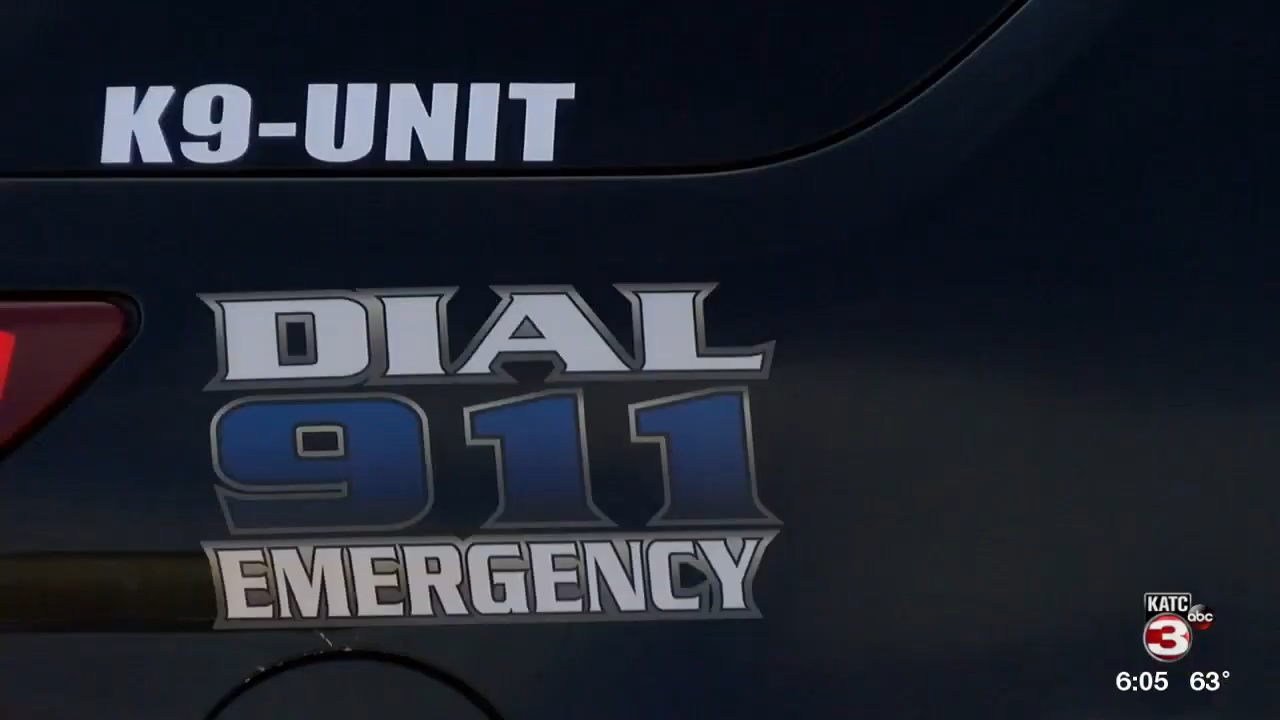 K9-UNIT
DIAL
911
EMERGENCY
KATC
abc
3
6:05 63°